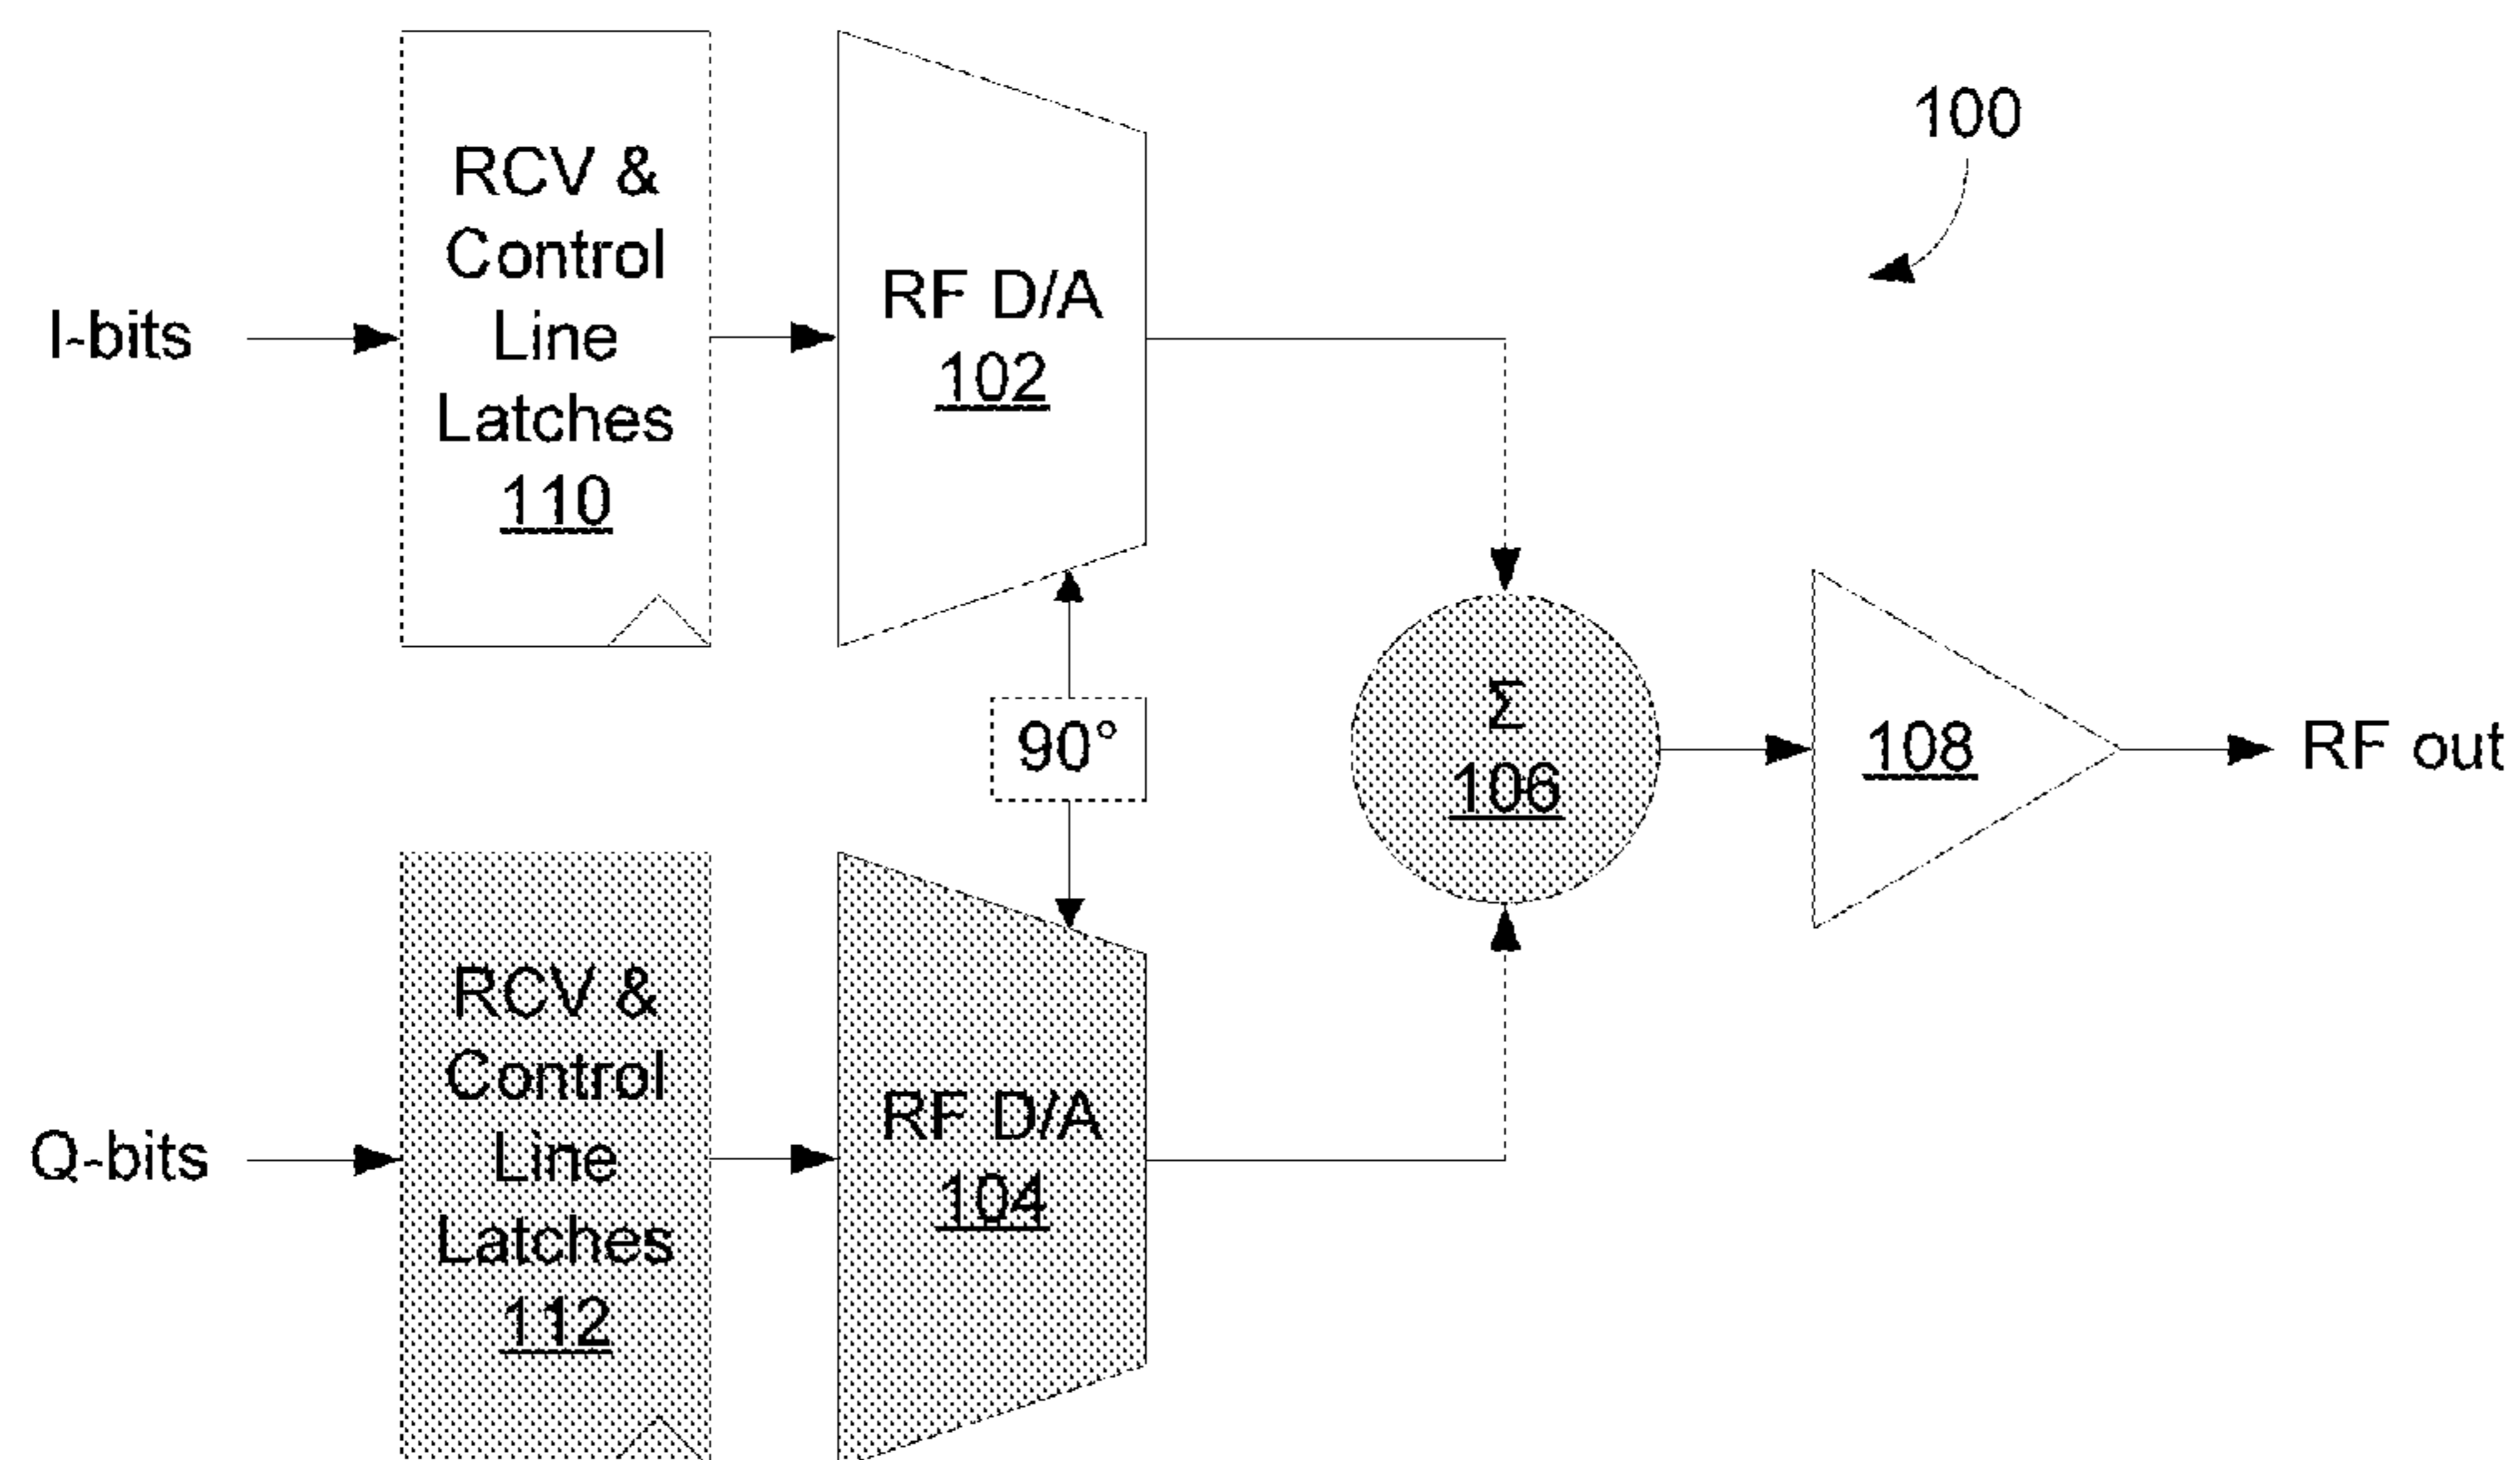 100
I-bits
RCV &
Control
Line
Latches
110
RF D/A
102
90°
Σ
106
108
RF out
Q-bits
RCV &
Control
Line
Latches
112
RF D/A
104